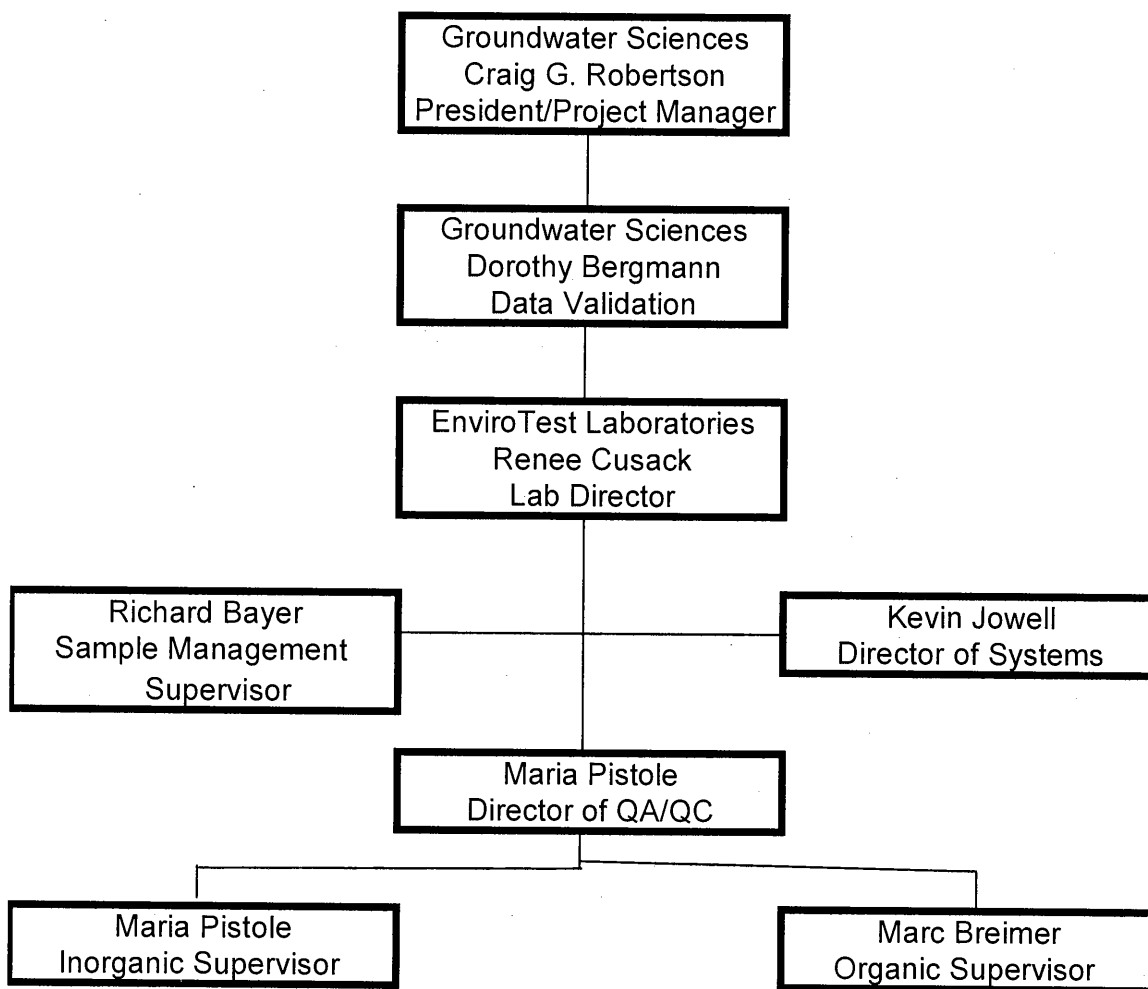 Groundwater Sciences
Craig G. Robertson
President/Project Manager
Groundwater Sciences
Dorothy Bergmann
Data Validation
EnviroTest Laboratories
Renee Cusack
Lab Director
Richard Bayer
Sample Management
Supervisor
Kevin Jowell
Director of Systems
Maria Pistole
Director of QA/QC
Maria Pistole
Inorganic Supervisor
Marc Breimer
Organic Supervisor